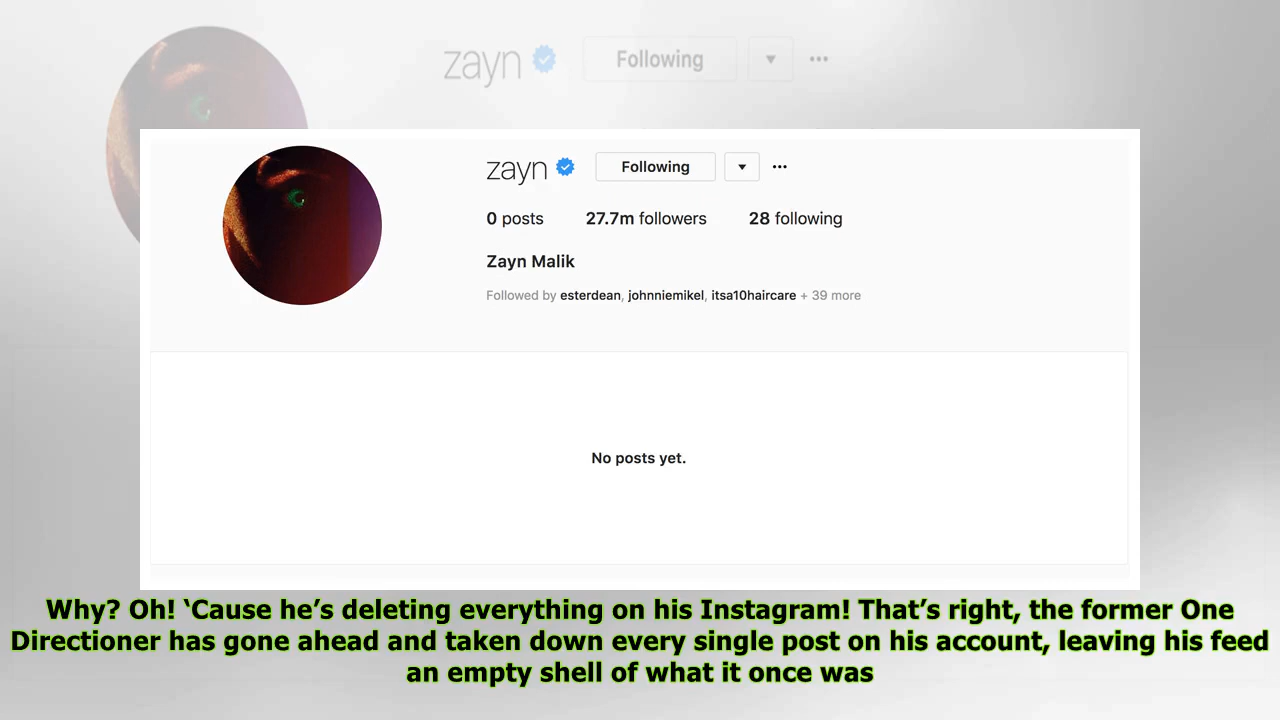 zayn Following ▼ •••
zayn Following ▼ •••
0 posts 27.7m followers 28 following
Zayn Malik
Followed by esterdean, johnniemikel, itsa10haircare + 39 more
No posts yet.
Why? Oh! ‘Cause he’s deleting everything on his Instagram! That’s right, the former One
Directioner has gone ahead and taken down every single post on his account, leaving his feed
an empty shell of what it once was